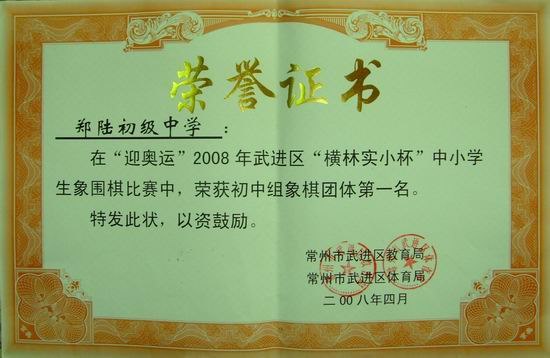 荣誉证书
郑陆初级中学：
在“迎奥运”2008年武进区“横林实小杯”中小学
生象围棋比赛中，荣获初中组象棋团体第一名。
特发此状，以资鼓励。
常州市武进区教育局
常州市武进区体育局
二00八年四月